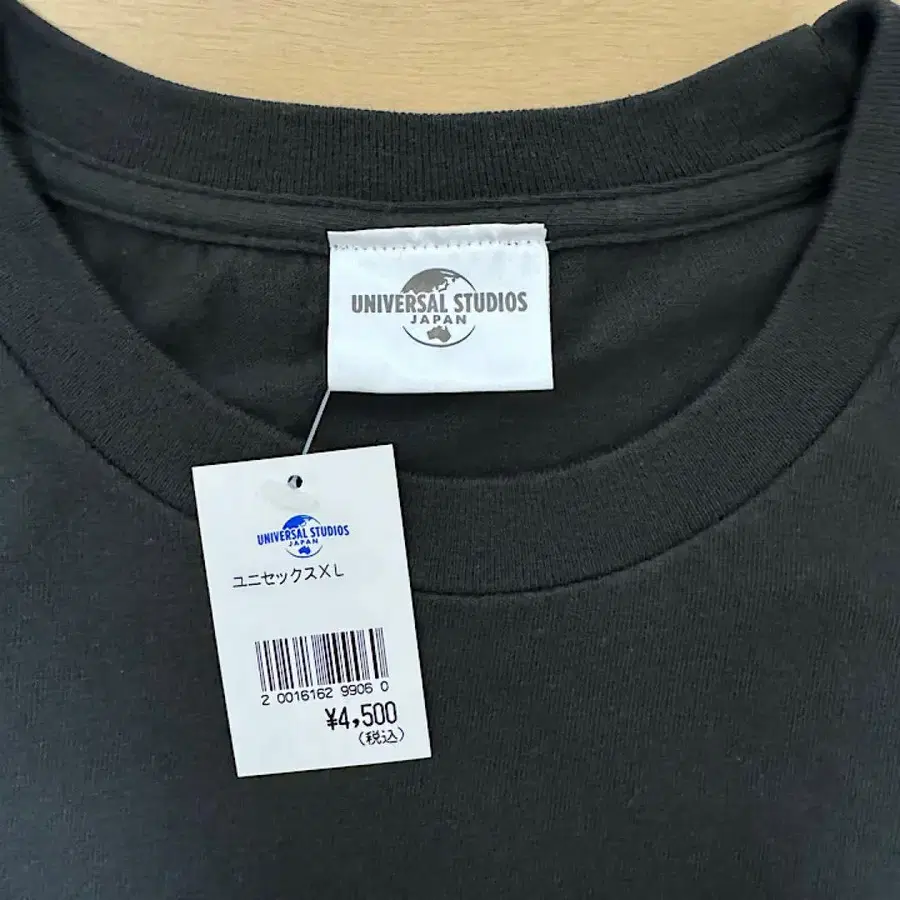 UNIVERSAL STUDIOS
JAPAN
UNIVERSAL STUDIOS
JAPAN
ユニセックスXL
2 0016162 9906 0
¥4,500
(税込)